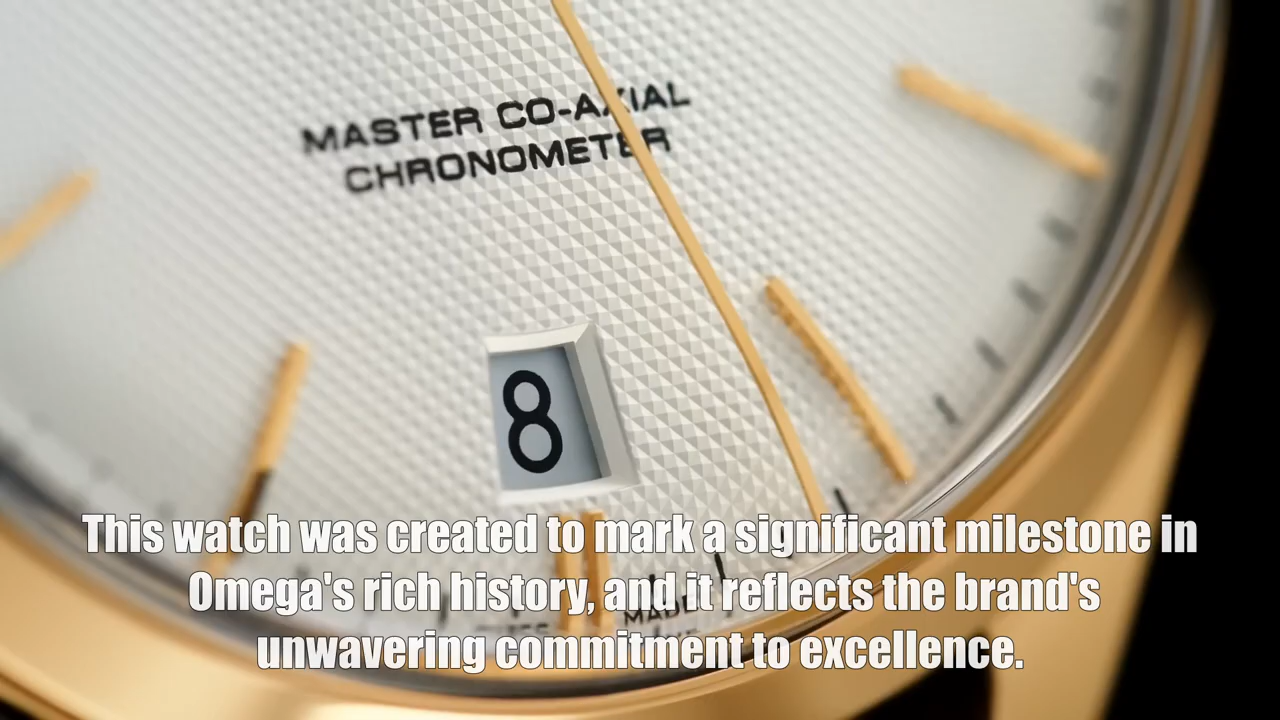 MASTER CO-AXIAL
CHRONOMETER
8
This watch was created to mark a significant milestone in
Omega's rich history, and it reflects the brand's
unwavering commitment to excellence.
MADE